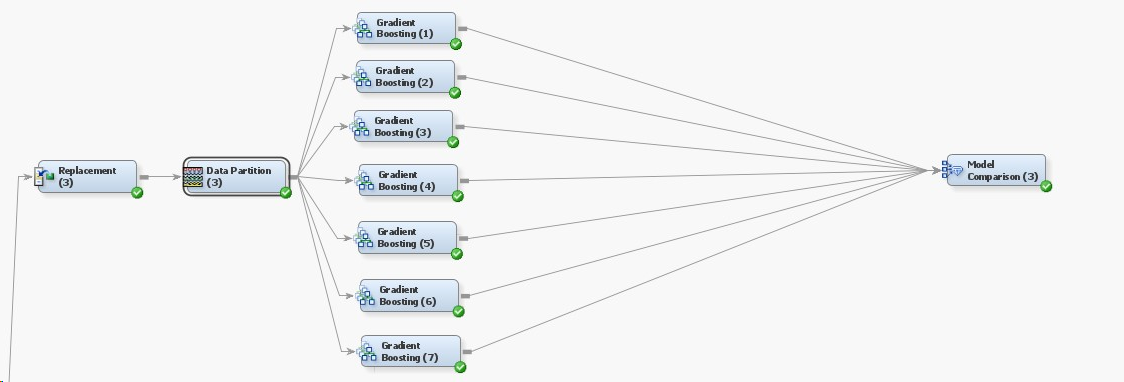 Gradient
Boosting (1)
Gradient
Boosting (2)
Gradient
Boosting (3)
Replacement
(3)
Data Partition
(3)
Gradient
Boosting (4)
Model
Comparison (3)
Gradient
Boosting (5)
Gradient
Boosting (6)
Gradient
Boosting (7)